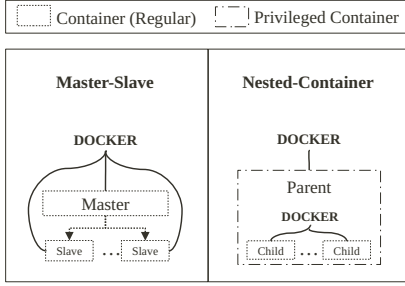 Container (Regular)
Privileged Container
Master-Slave
DOCKER
Master
Slave
...
Slave
Nested-Container
DOCKER
Parent
DOCKER
Child
...
Child